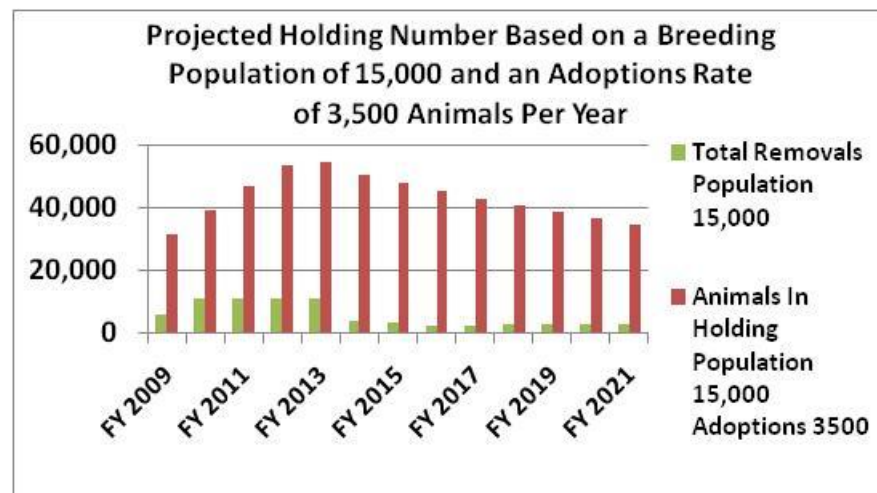 Projected Holding Number Based on a Breeding
Population of 15,000 and an Adoptions Rate
of 3,500 Animals Per Year
60,000
40,000
20,000
0
FY 2009
FY 2011
FY 2013
FY 2015
FY 2017
FY 2019
FY 2021
Total Removals
Population
15,000
Animals In
Holding
Population
15,000
Adoptions 3500